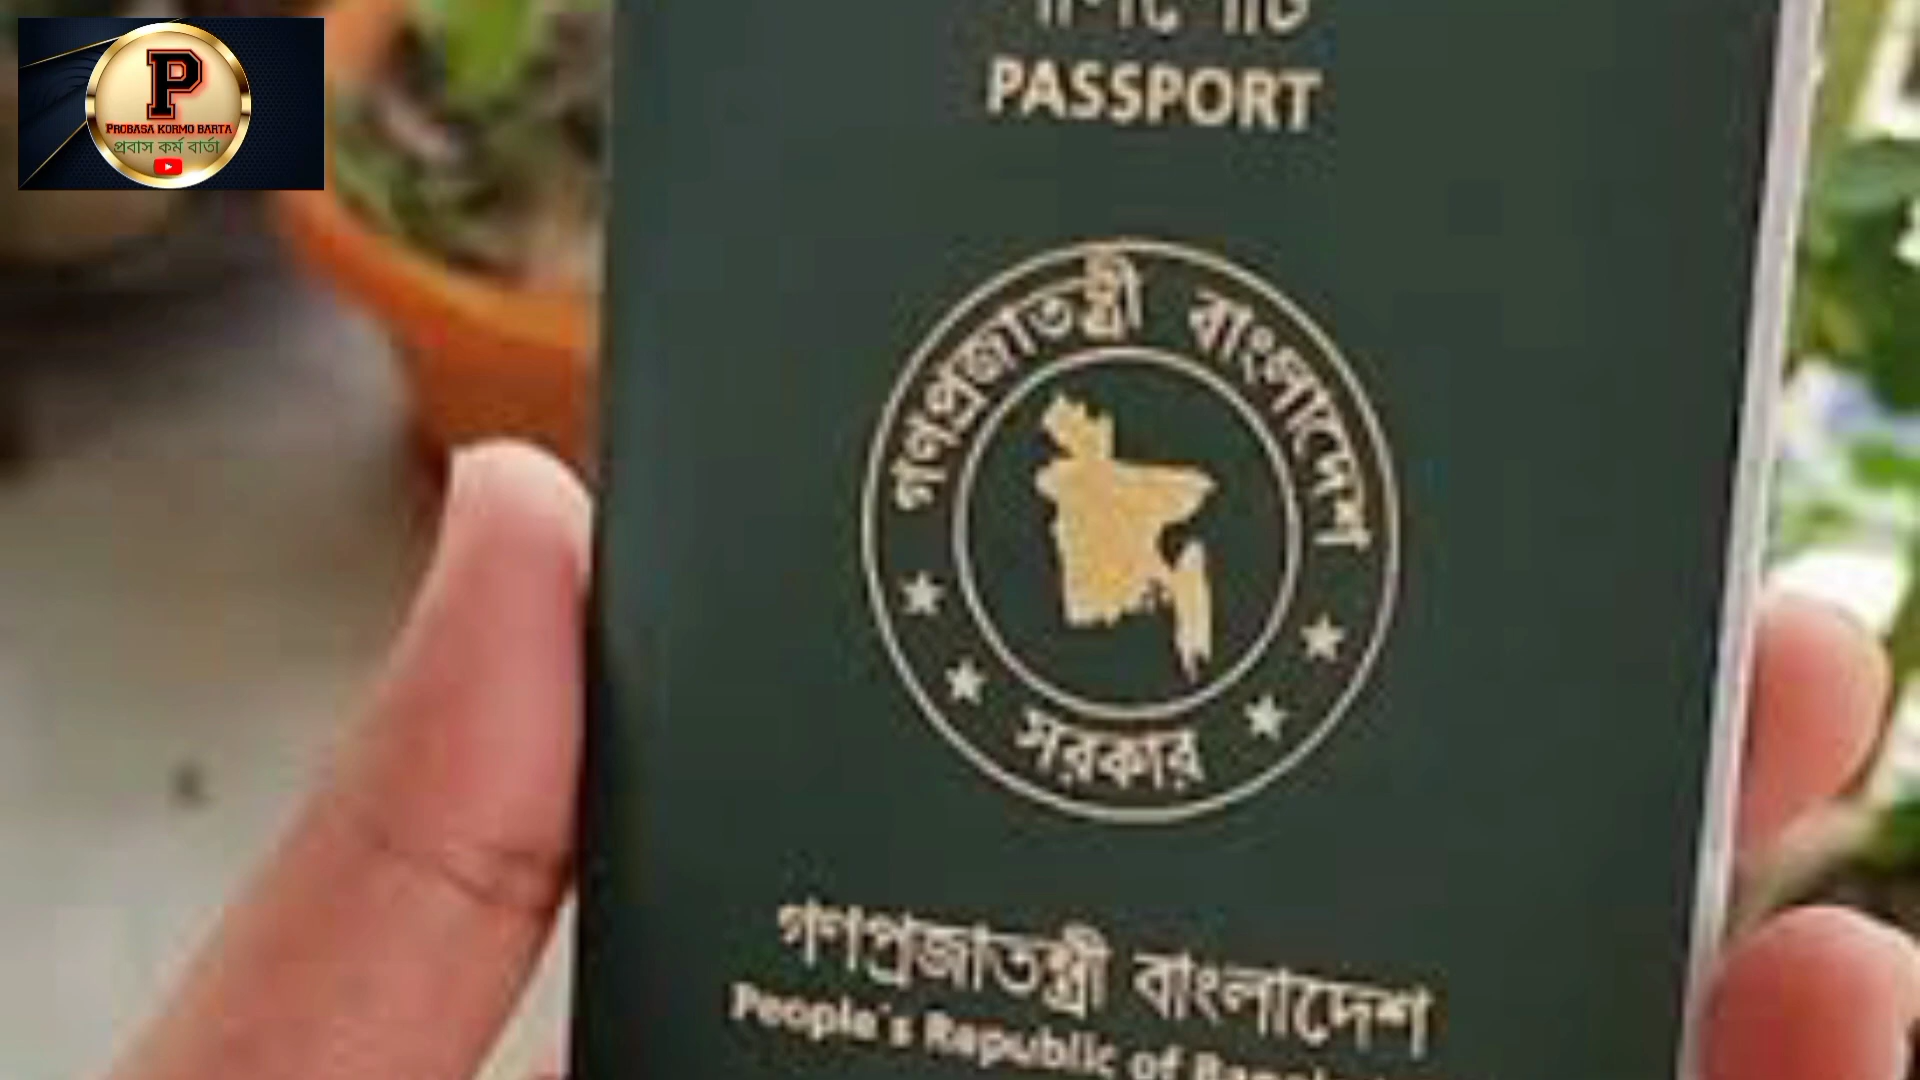 P
PROBASA KORMO BARTA
প্রবাস কর্ম বার্তা
PASSPORT
গণপ্রজাতন্ত্রী বাংলাদেশ
সরকার
গণপ্রজাতন্ত্রী বাংলাদেশ
People's Republic of